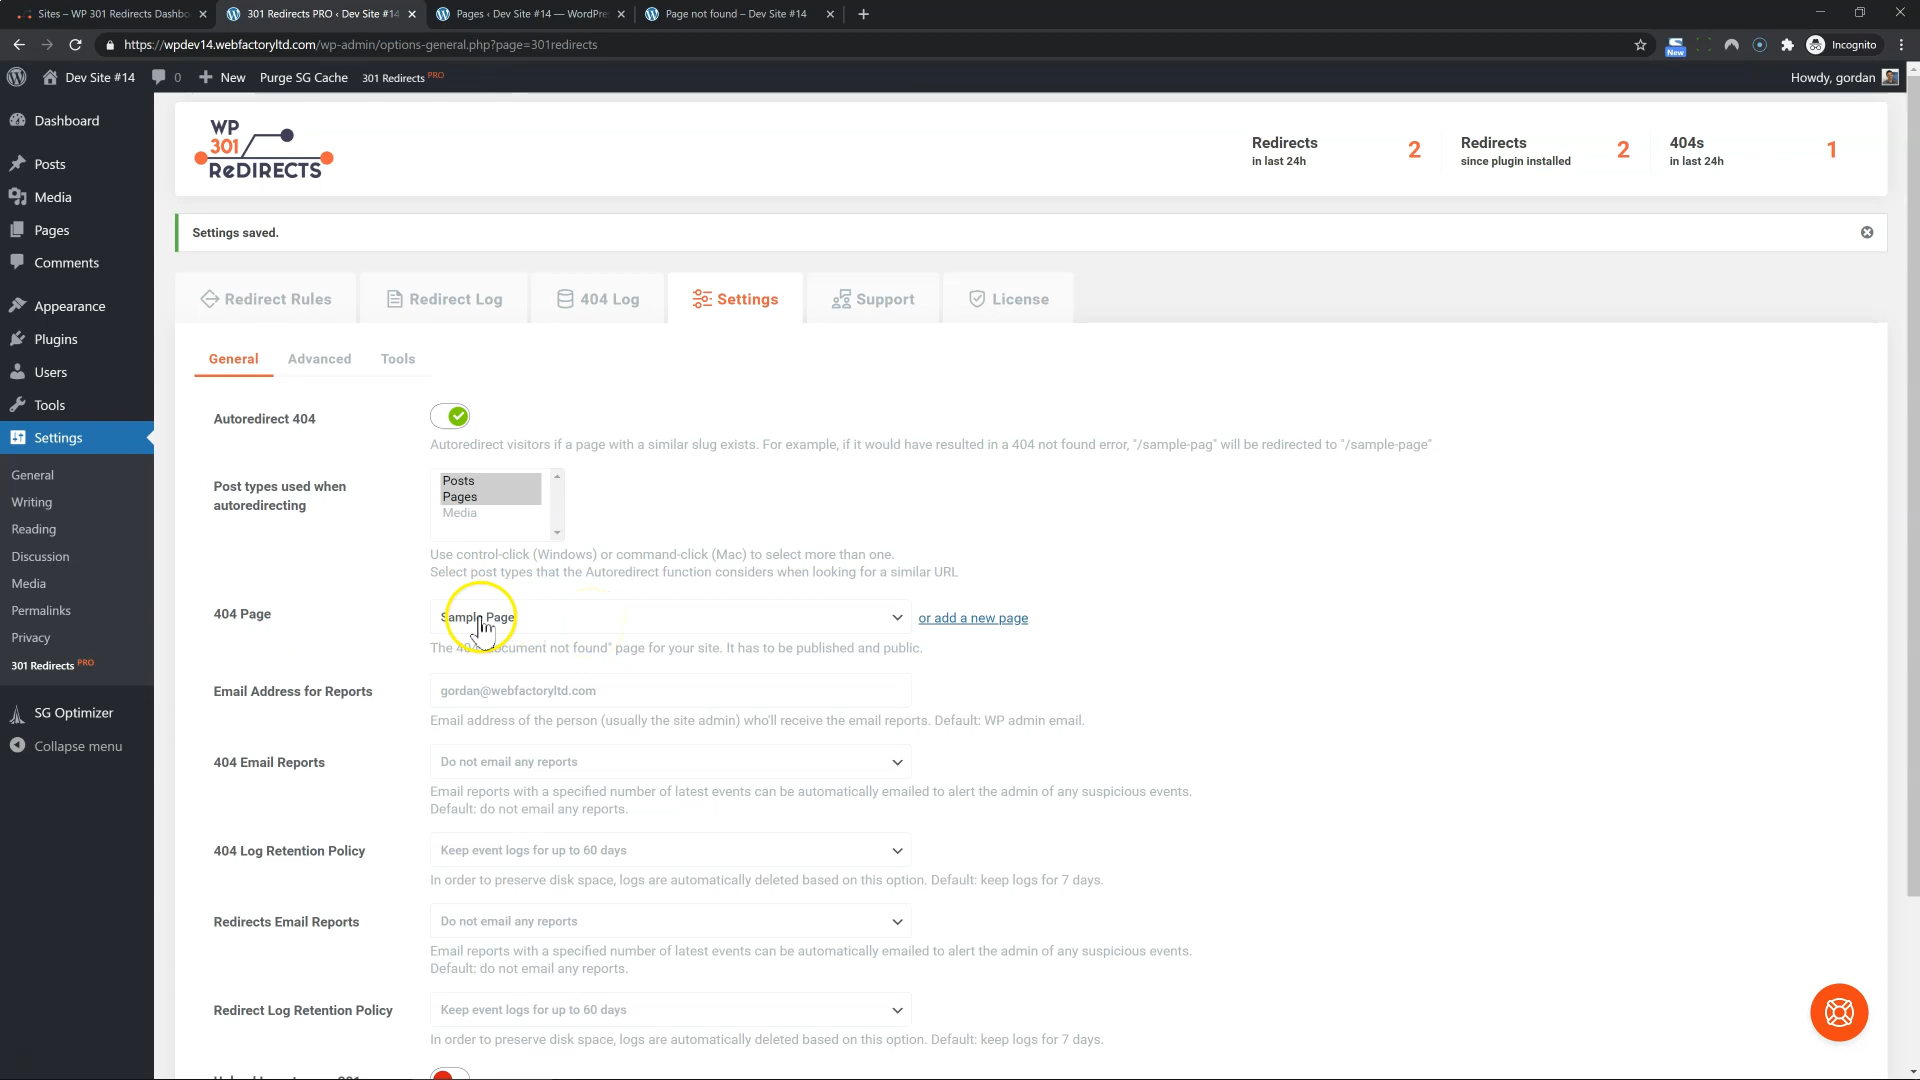 Sites – WP 301 Redirects Dashbo
301 Redirects PRO ‹ Dev Site #14
Pages ‹ Dev Site #14 — WordPre
Page not found – Dev Site #14
https://wpdev14.webfactoryltd.com/wp-admin/options-general.php?page=301redirects
New
Incognito
Dev Site #14
0
New
Purge SG Cache
301 Redirects PRO
Howdy, gordan
Dashboard
Posts
Media
Pages
Comments
Appearance
Plugins
Users
Tools
Settings
General
Writing
Reading
Discussion
Media
Permalinks
Privacy
301 Redirects PRO
SG Optimizer
Collapse menu
WP
301
ReDIRECTS
Redirects
in last 24h
2
Redirects
since plugin installed
2
404s
in last 24h
1
Settings saved.
Redirect Rules
Redirect Log
404 Log
Settings
Support
License
General
Advanced
Tools
Autoredirect 404
Autoredirect visitors if a page with a similar slug exists. For example, if it would have resulted in a 404 not found error, "/sample-pag" will be redirected to "/sample-page"
Post types used when
autoredirecting
Posts
Pages
Media
Use control-click (Windows) or command-click (Mac) to select more than one.
Select post types that the Autoredirect function considers when looking for a similar URL
404 Page
Sample Page
or add a new page
The 404 document not found" page for your site. It has to be published and public.
Email Address for Reports
gordan@webfactoryltd.com
Email address of the person (usually the site admin) who'll receive the email reports. Default: WP admin email.
404 Email Reports
Do not email any reports
Email reports with a specified number of latest events can be automatically emailed to alert the admin of any suspicious events.
Default: do not email any reports.
404 Log Retention Policy
Keep event logs for up to 60 days
In order to preserve disk space, logs are automatically deleted based on this option. Default: keep logs for 7 days.
Redirects Email Reports
Do not email any reports
Email reports with a specified number of latest events can be automatically emailed to alert the admin of any suspicious events.
Default: do not email any reports.
Redirect Log Retention Policy
Keep event logs for up to 60 days
In order to preserve disk space, logs are automatically deleted based on this option. Default: keep logs for 7 days.